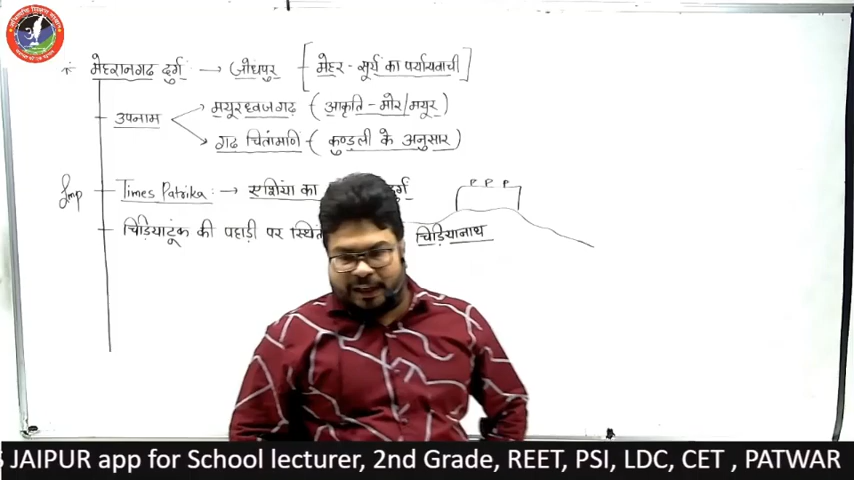 मेहरानगढ दुर्ग → जोधपुर [मेहर - सूर्य का पर्यायवाची]
उपनाम
मयूरध्वजगढ़ (आकृति - मोर/मयूर)
गढ चिंतामणि (कुण्डली के अनुसार)
Imp Times Patrika: → एशिया का दुर्ग
चिड़ियाटूंक की पहाड़ी पर स्थित चिड़ियानाथ
P P P
JAIPUR app for School lecturer, 2nd Grade, REET, PSI, LDC, CET , PATWAR